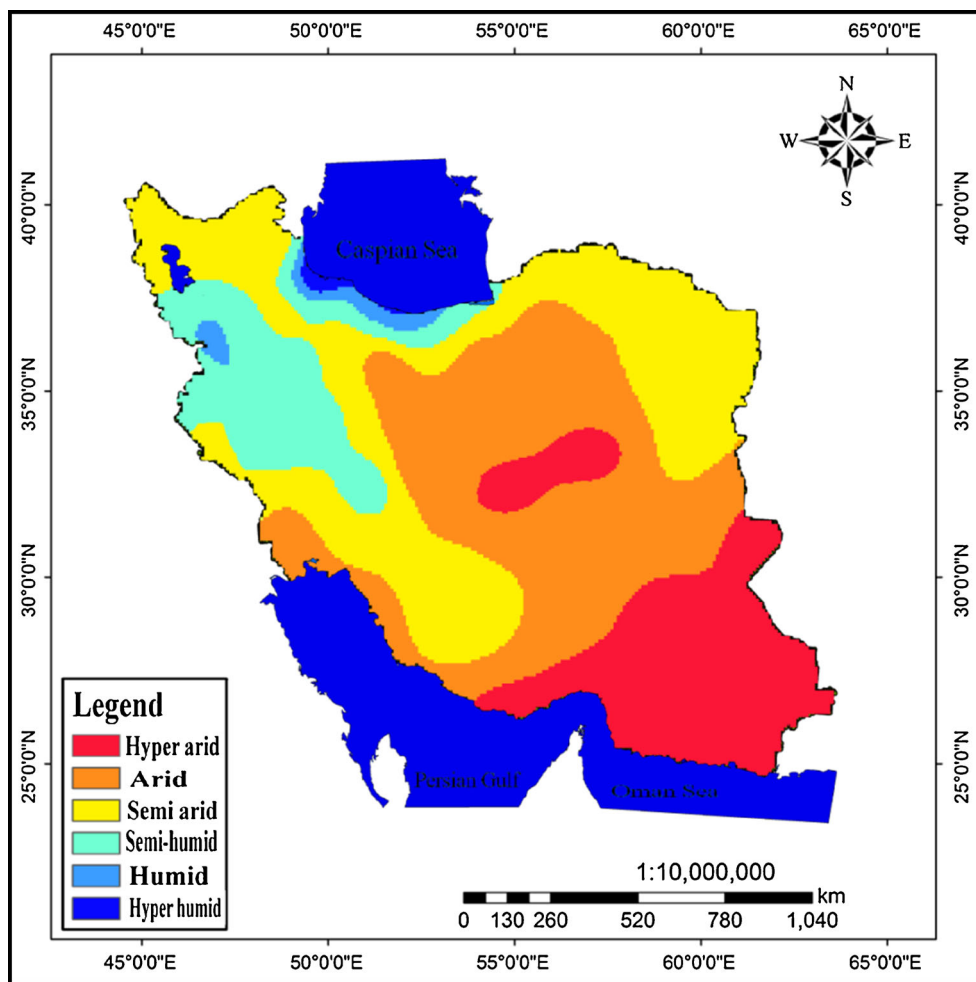 45°0'0"E 50°0'0"E 55°0'0"E 60°0'0"E 65°0'0"E
N
W E
S
40°0'0"N 40°0'0"N
Caspian Sea
35°0'0"N 35°0'0"N
30°0'0"N 30°0'0"N
25°0'0"N 25°0'0"N
Persian Gulf
Oman Sea
Legend
Hyper arid
Arid
Semi arid
Semi-humid
Humid
Hyper humid
1:10,000,000
km
0 130 260 520 780 1,040
45°0'0"E 50°0'0"E 55°0'0"E 60°0'0"E 65°0'0"E